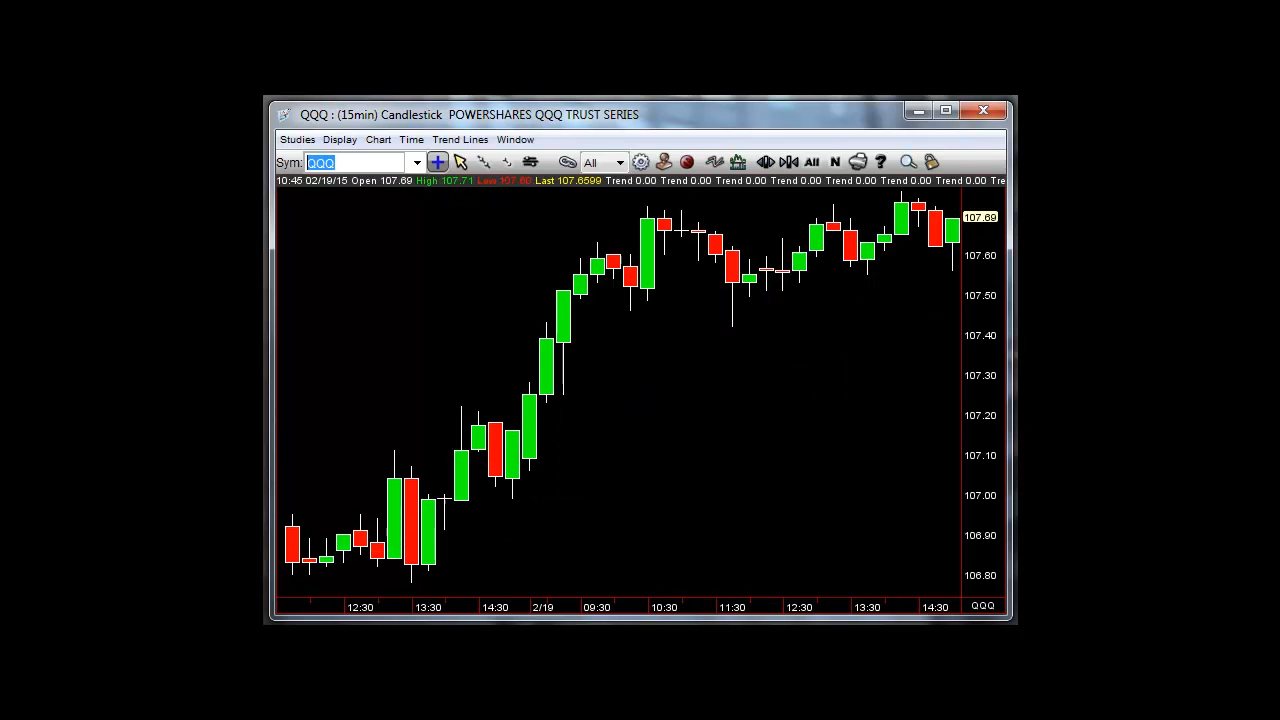 QQQ : (15min) Candlestick POWERSHARES QQQ TRUST SERIES
Studies Display Chart Time Trend Lines Window
Sym: QQQ All All N ?
10:45 02/19/15 Open 107.69 High 107.71 Low 107.60 Last 107.6599 Trend 0.00 Trend 0.00 Trend 0.00 Trend 0.00 Trend 0.00 Trend 0.00 Trend 0.00 Tre
107.69
107.60
107.50
107.40
107.30
107.20
107.10
107.00
106.90
106.80
12:30 13:30 14:30 2/19 09:30 10:30 11:30 12:30 13:30 14:30 QQQ